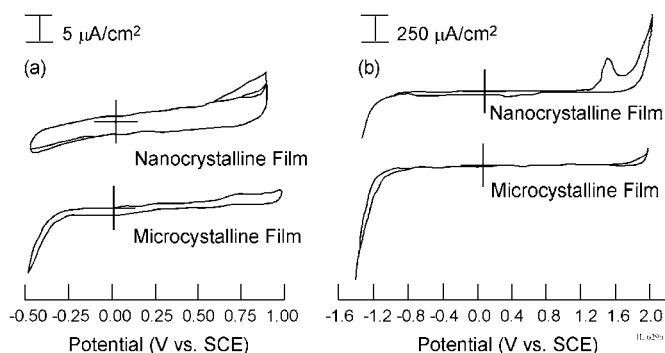 5 μA/cm²
250 μA/cm²
(a)
(b)
Nanocrystalline Film
Nanocrystalline Film
Microcystalline Film
Microcystalline Film
-0.50 -0.25 0.00 0.25 0.50 0.75 1.00
-1.6 -1.2 -0.8 -0.4 0.0 0.4 0.8 1.2 1.6 2.0
Potential (V vs. SCE)
Potential (V vs. SCE)